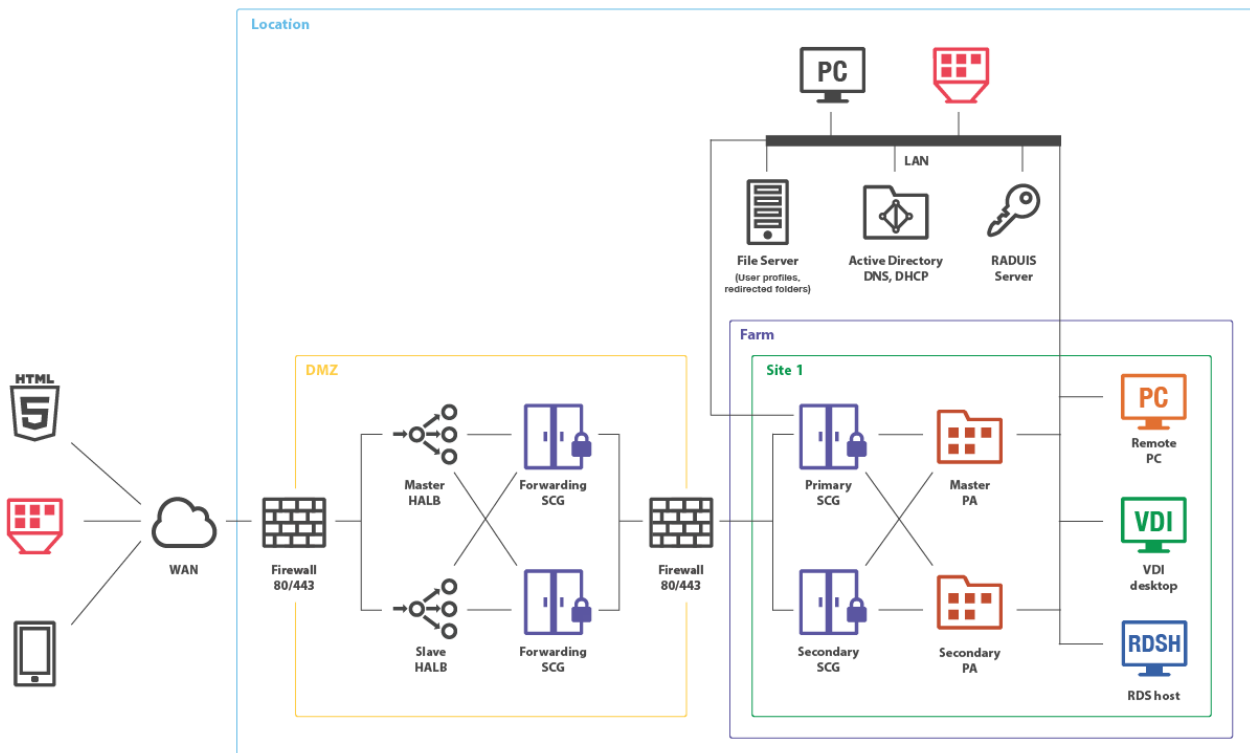 Location
PC
LAN
File Server
(User profiles,
redirected folders)
Active Directory
DNS, DHCP
RADUIS
Server
Farm
DMZ
Site 1
HTML
5
WAN
Firewall
80/443
Master
HALB
Forwarding
SCG
Slave
HALB
Forwarding
SCG
Firewall
80/443
Primary
SCG
Master
PA
Secondary
SCG
Secondary
PA
PC
Remote
PC
VDI
VDI
desktop
RDSH
RDS host